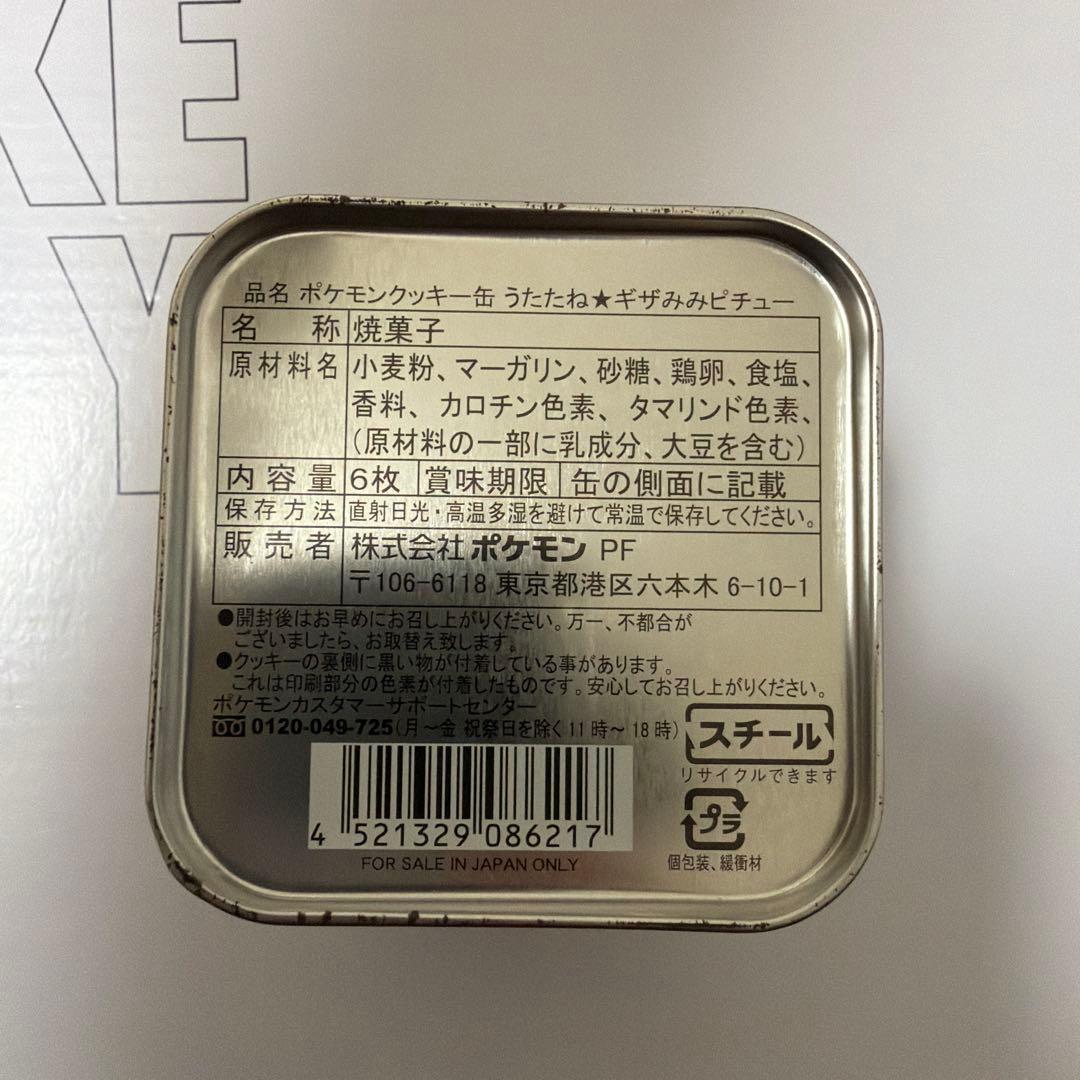 KE
Y
品名 ポケモンクッキー缶 うたたね★ギザみみピチュー
名 称 焼菓子
原材料名 小麦粉、マーガリン、砂糖、鶏卵、食塩、
香料、カロチン色素、タマリンド色素、
(原材料の一部に乳成分、大豆を含む)
内容量 6枚 賞味期限 缶の側面に記載
保存方法 直射日光・高温多湿を避けて常温で保存してください。
販売者 株式会社ポケモン PF
〒106-6118 東京都港区六本木 6-10-1
●開封後はお早めにお召し上がりください。万一、不都合が
ございましたら、お取替え致します。
●クッキーの裏側に黒い物が付着している事があります。
これは印刷部分の色素が付着したものです。安心してお召し上がりください。
ポケモンカスタマーサポートセンター
0120-049-725(月～金 祝祭日を除く 11時～18時)
スチール
リサイクルできます
プラ
個包装、緩衝材
4 521329 086217
FOR SALE IN JAPAN ONLY